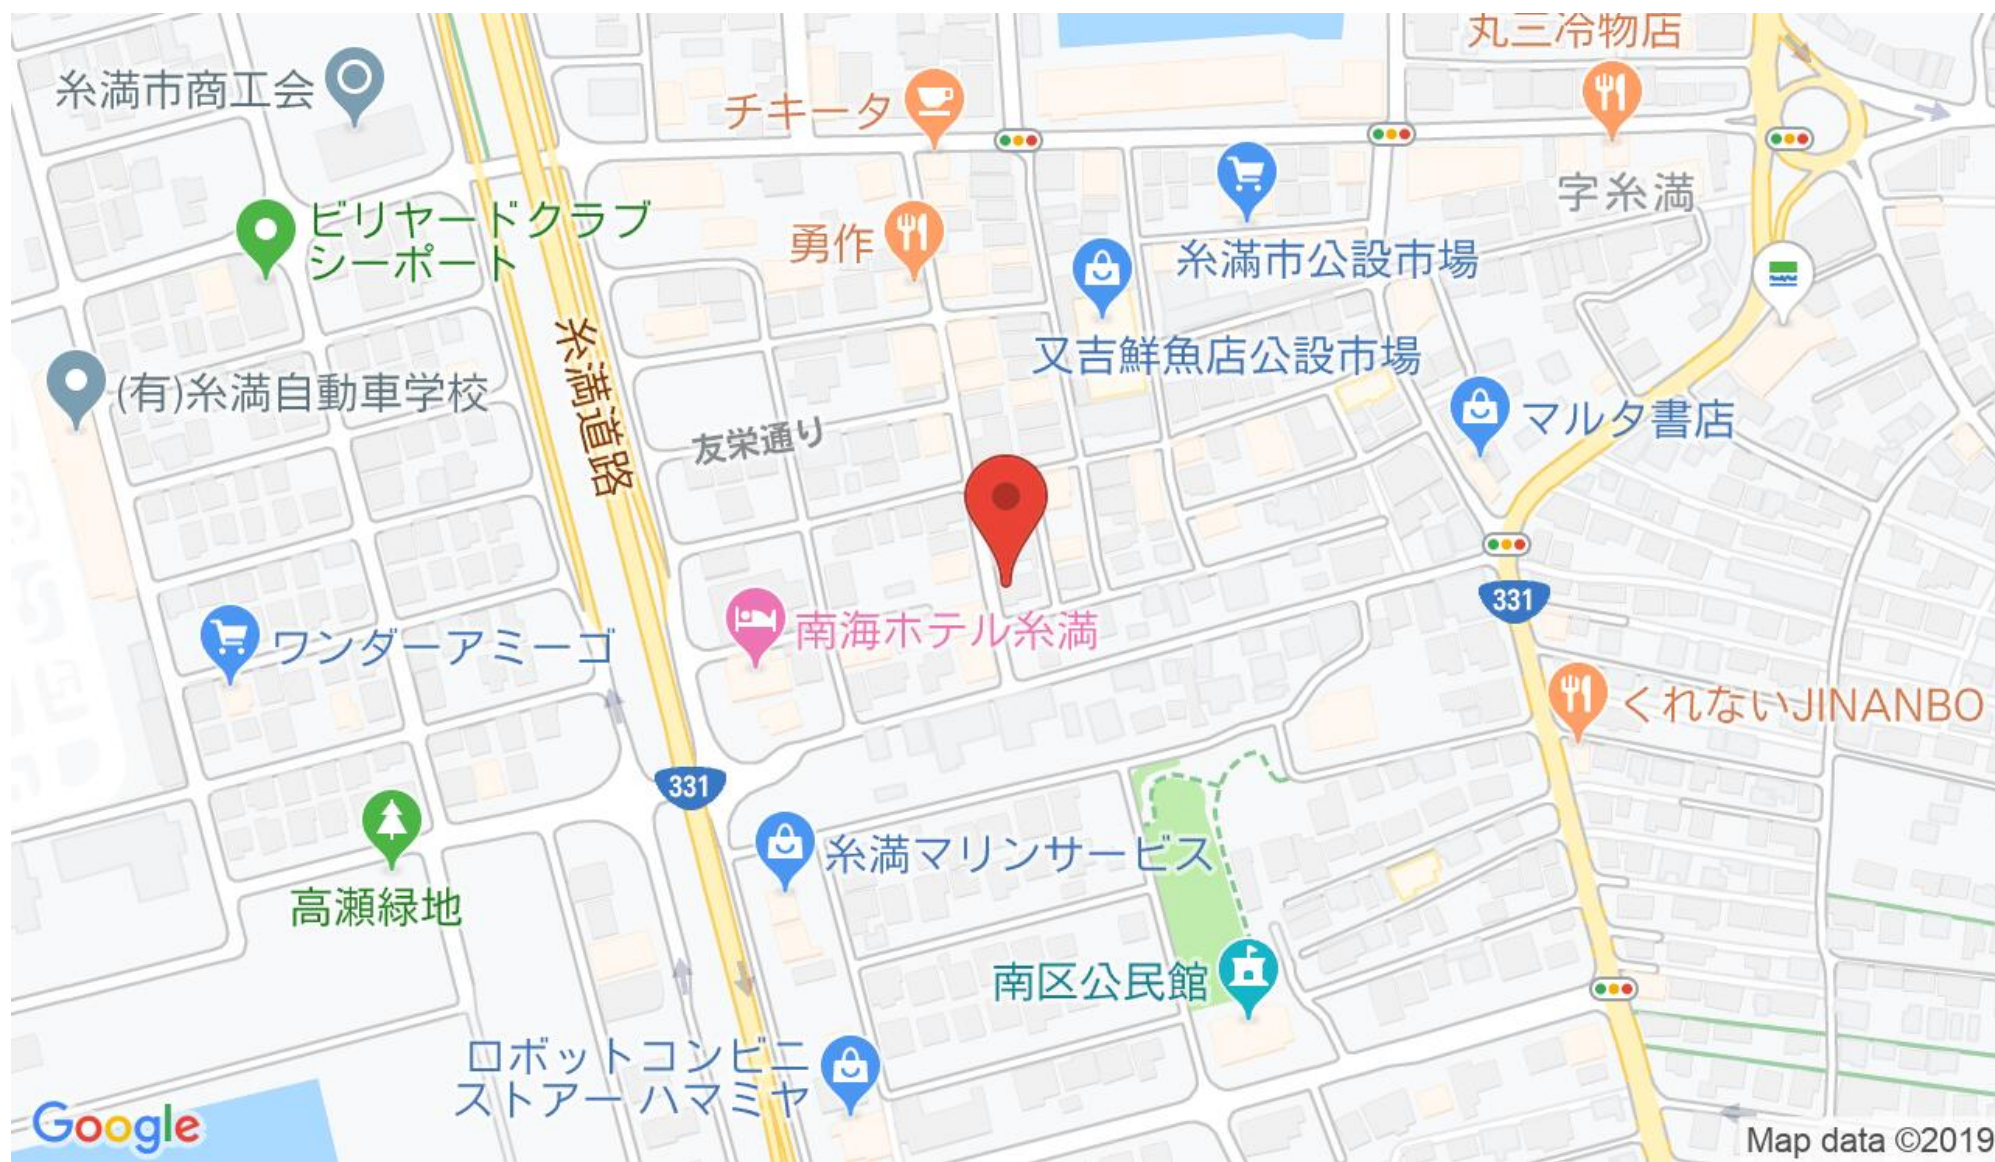 丸三冷物店
糸満市商工会
チキータ
字糸満
ビリヤードクラブ
シーポート
勇作
糸滿市公設市場
糸満道路
又吉鮮魚店公設市場
(有)糸満自動車学校
友栄通り
マルタ書店
331
南海ホテル糸満
ワンダーアミーゴ
くれないJINANBO
331
糸満マリンサービス
高瀬緑地
南区公民館
ロボットコンビニ
ストアー ハマミヤ
Google
Map data ©2019